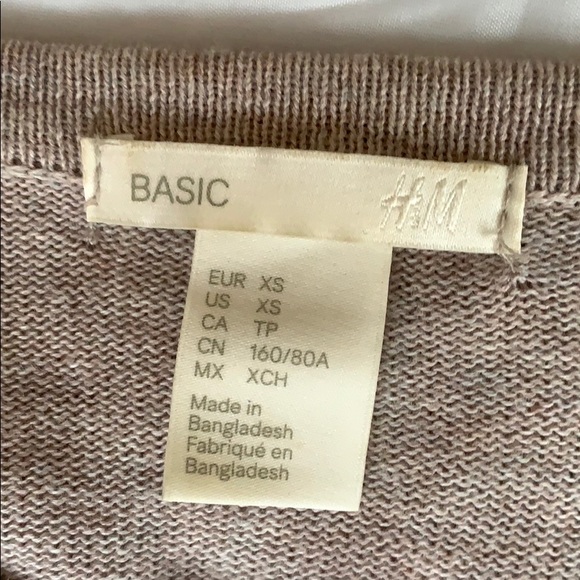 BASIC H&M
EUR XS
US XS
CA TP
CN 160/80A
MX XCH
Made in
Bangladesh
Fabriqué en
Bangladesh